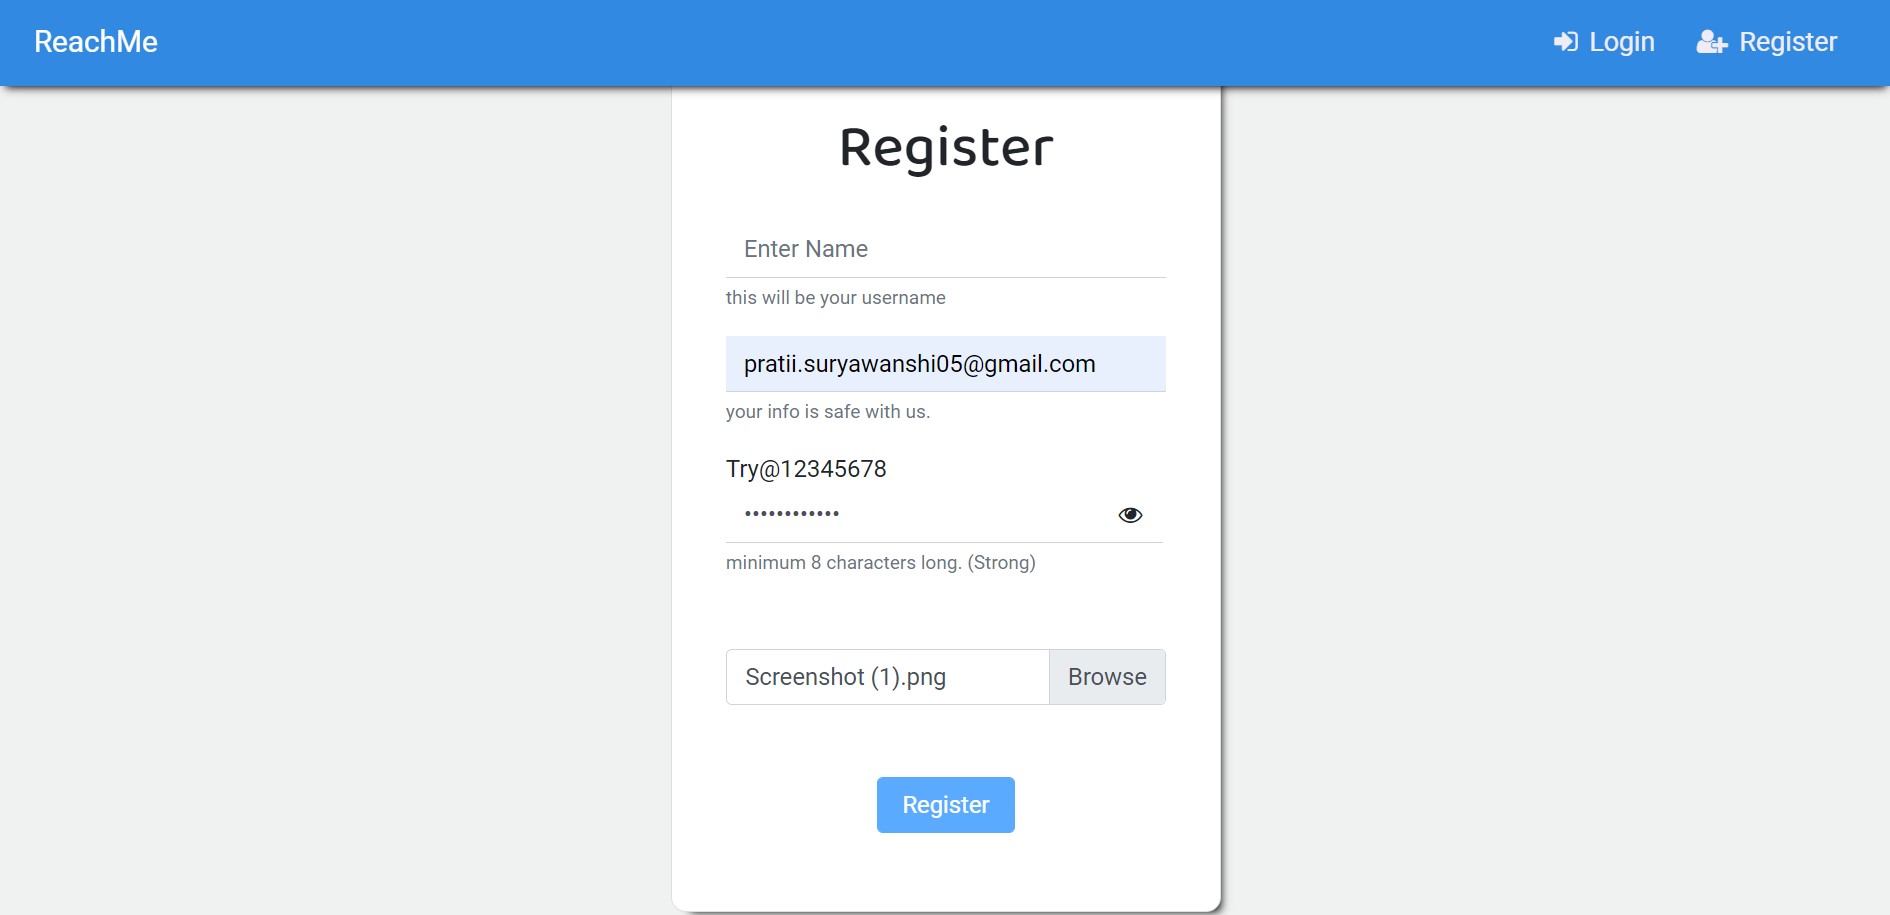 ReachMe
Login
Register
Register
Enter Name
this will be your username
pratii.suryawanshi05@gmail.com
your info is safe with us.
Try@12345678
••••••••••••
minimum 8 characters long. (Strong)
Screenshot (1).png
Browse
Register